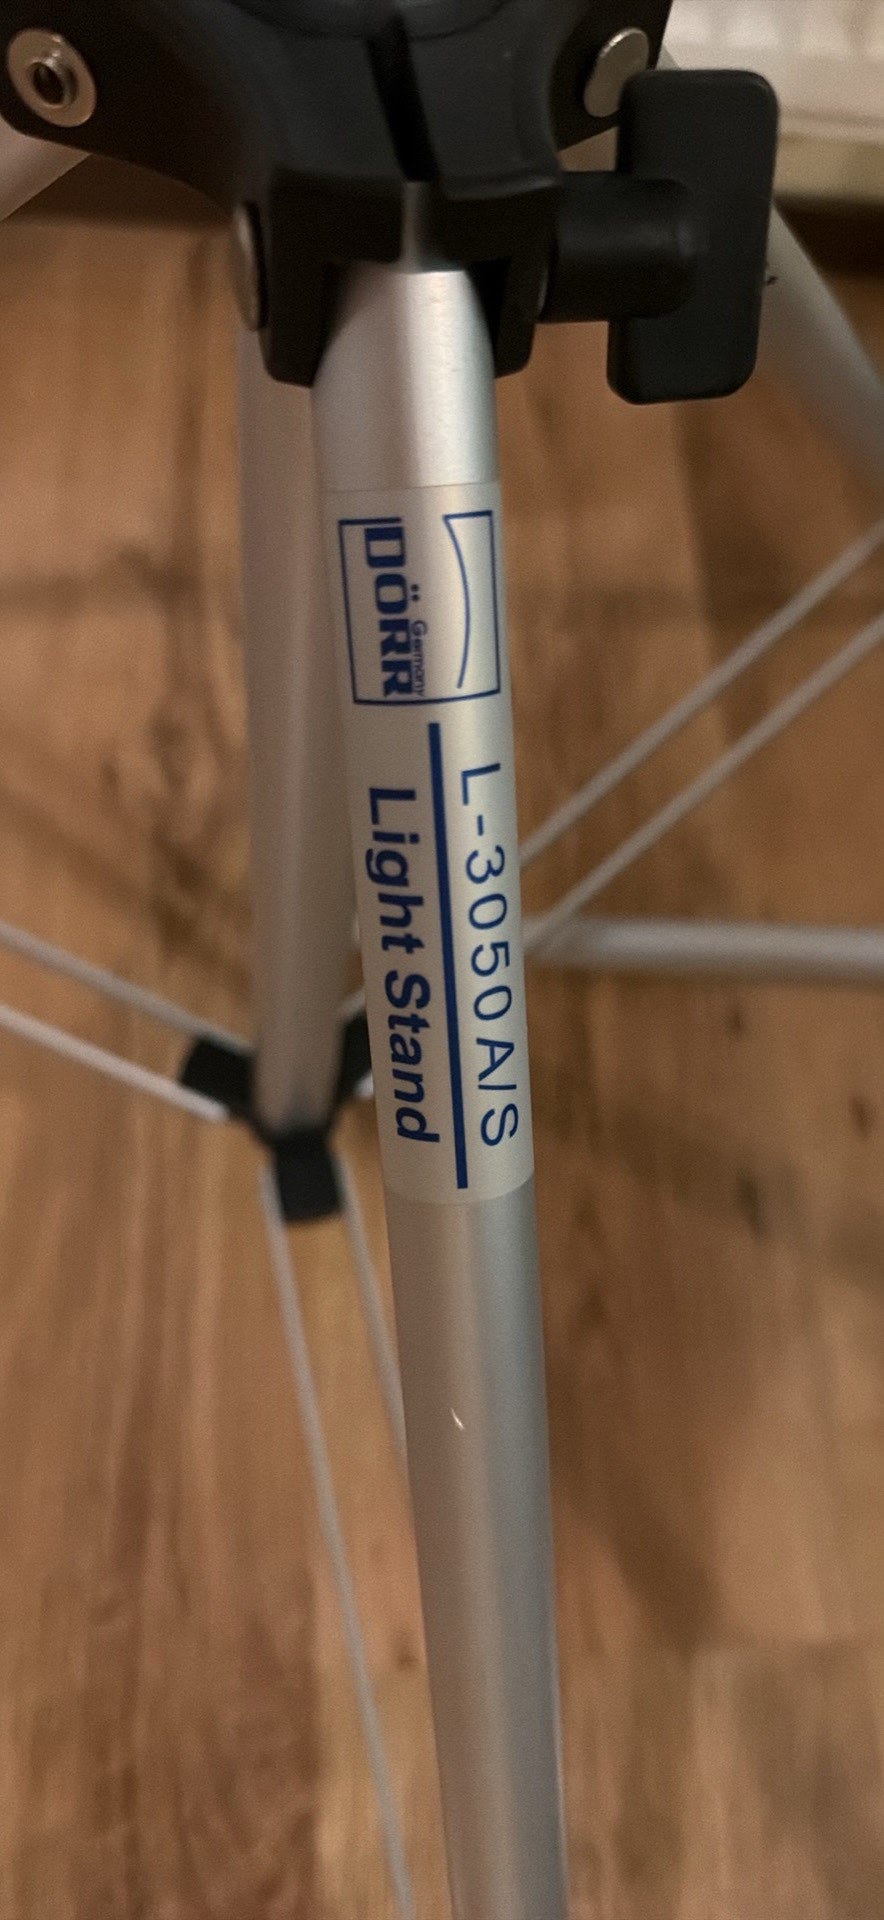 DÖRR
Germany
L-3050A/S
Light Stand